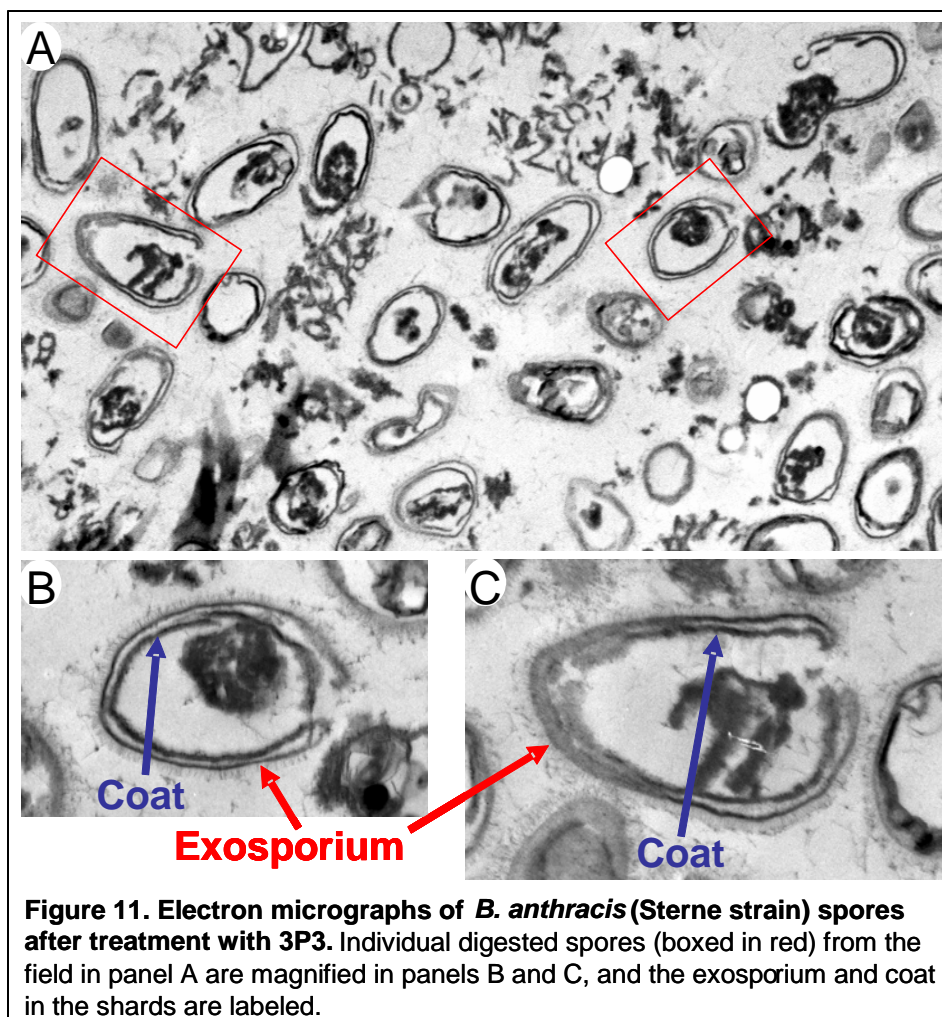 A
B
C
Coat
Exosporium
Coat
Figure 11. Electron micrographs of B. anthracis (Sterne strain) spores
after treatment with 3P3. Individual digested spores (boxed in red) from the
field in panel A are magnified in panels B and C, and the exosporium and coat
in the shards are labeled.